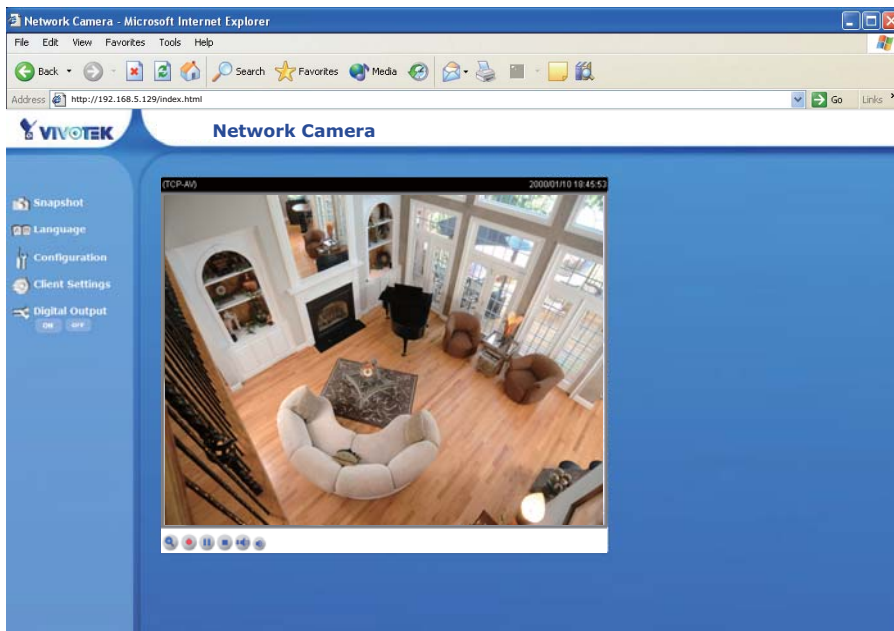 Network Camera - Microsoft Internet Explorer
File Edit View Favorites Tools Help
Back Search Favorites Media
Address http://192.168.5.129/index.html Go Links
VIVOTEK
Network Camera
(TCP-AV) 2000/01/10 18:45:53
Snapshot
Language
Configuration
Client Settings
Digital Output
ON OFF